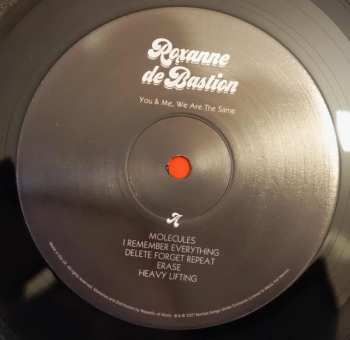 Roxanne
de Bastion
You & Me, We Are The Same
A
MOLECULES
I REMEMBER EVERYTHING
DELETE FORGET REPEAT
ERASE
HEAVY LIFTING